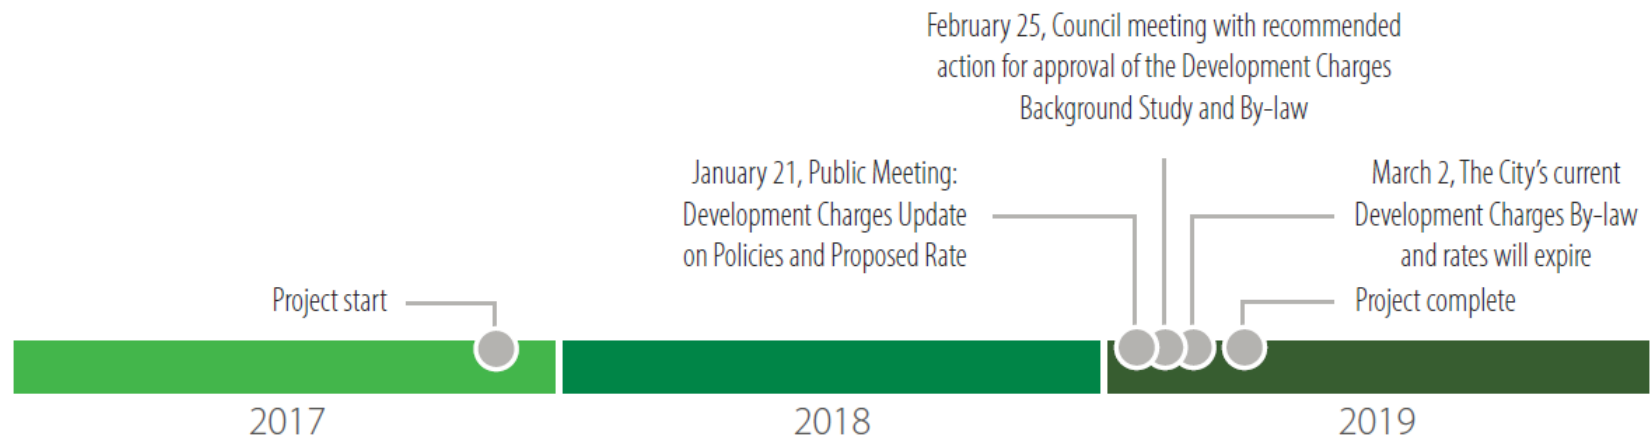 February 25, Council meeting with recommended
action for approval of the Development Charges
Background Study and By-law
January 21, Public Meeting:
Development Charges Update
on Policies and Proposed Rate
March 2, The City's current
Development Charges By-law
and rates will expire
Project start
Project complete
2017
2018
2019